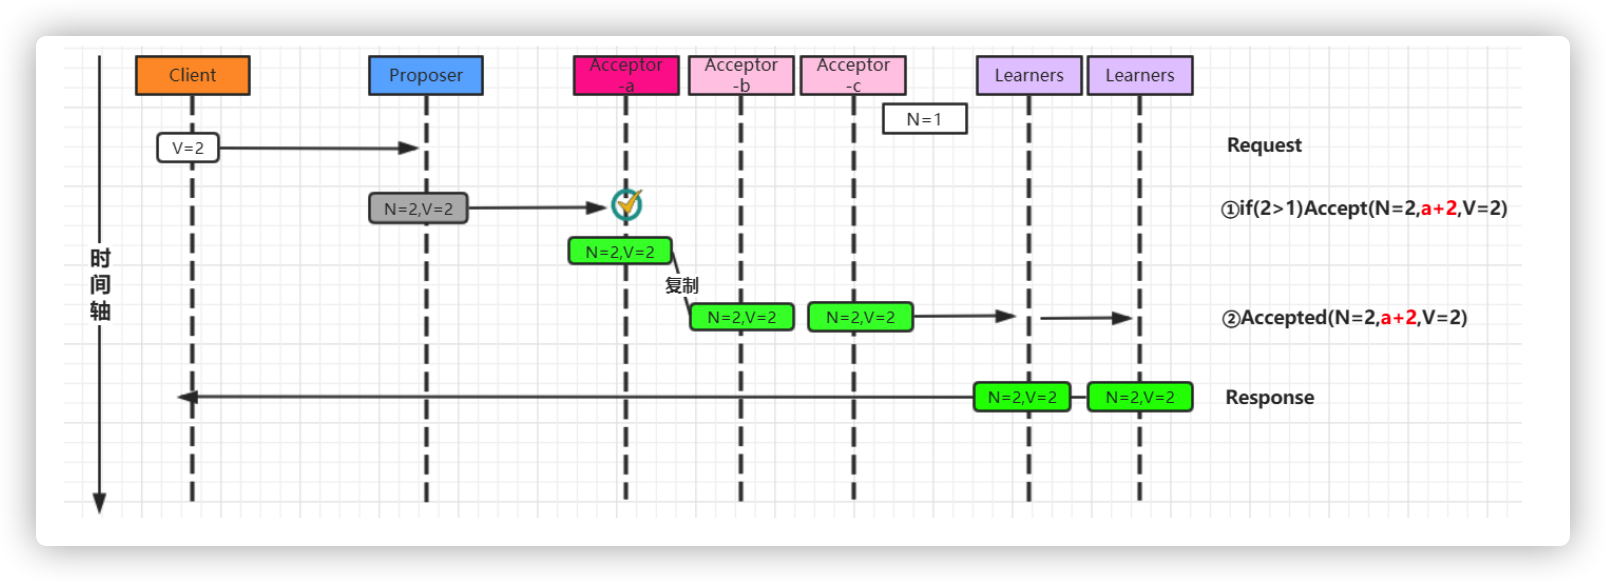 Client
Proposer
Acceptor
-a
Acceptor
-b
Acceptor
-c
Learners
Learners
N=1
V=2
Request
N=2,V=2
①if(2>1)Accept(N=2,a+2,V=2)
N=2,V=2
时
间
轴
复制
N=2,V=2
N=2,V=2
②Accepted(N=2,a+2,V=2)
N=2,V=2
N=2,V=2
Response